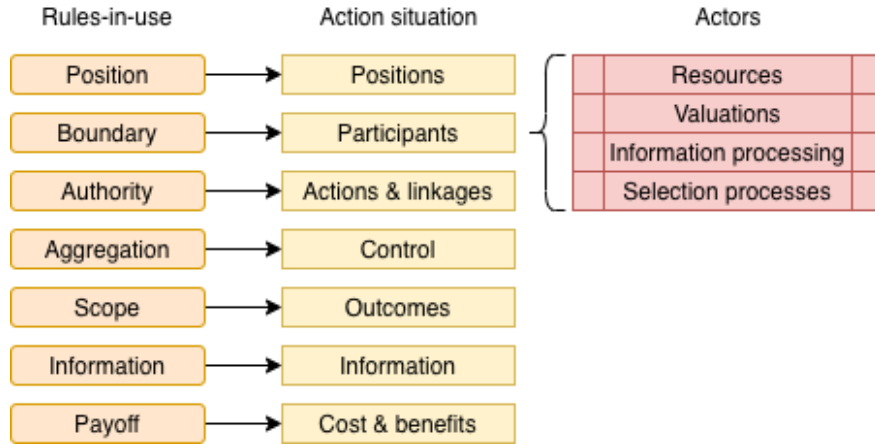 Rules-in-use
Action situation
Actors
Position
Positions
Resources
Valuations
Boundary
Participants
Information processing
Authority
Actions & linkages
Selection processes
Aggregation
Control
Scope
Outcomes
Information
Information
Payoff
Cost & benefits